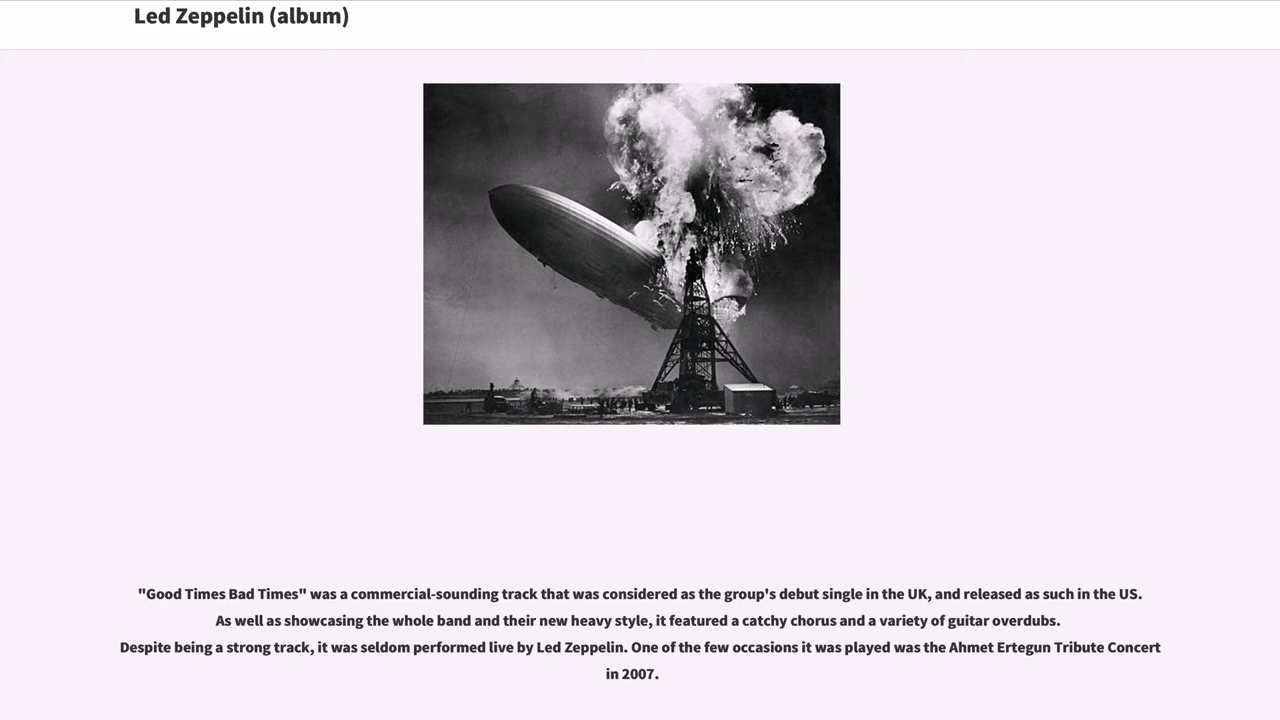 Led Zeppelin (album)
"Good Times Bad Times" was a commercial-sounding track that was considered as the group's debut single in the UK, and released as such in the US.
As well as showcasing the whole band and their new heavy style, it featured a catchy chorus and a variety of guitar overdubs.
Despite being a strong track, it was seldom performed live by Led Zeppelin. One of the few occasions it was played was the Ahmet Ertegun Tribute Concert
in 2007.